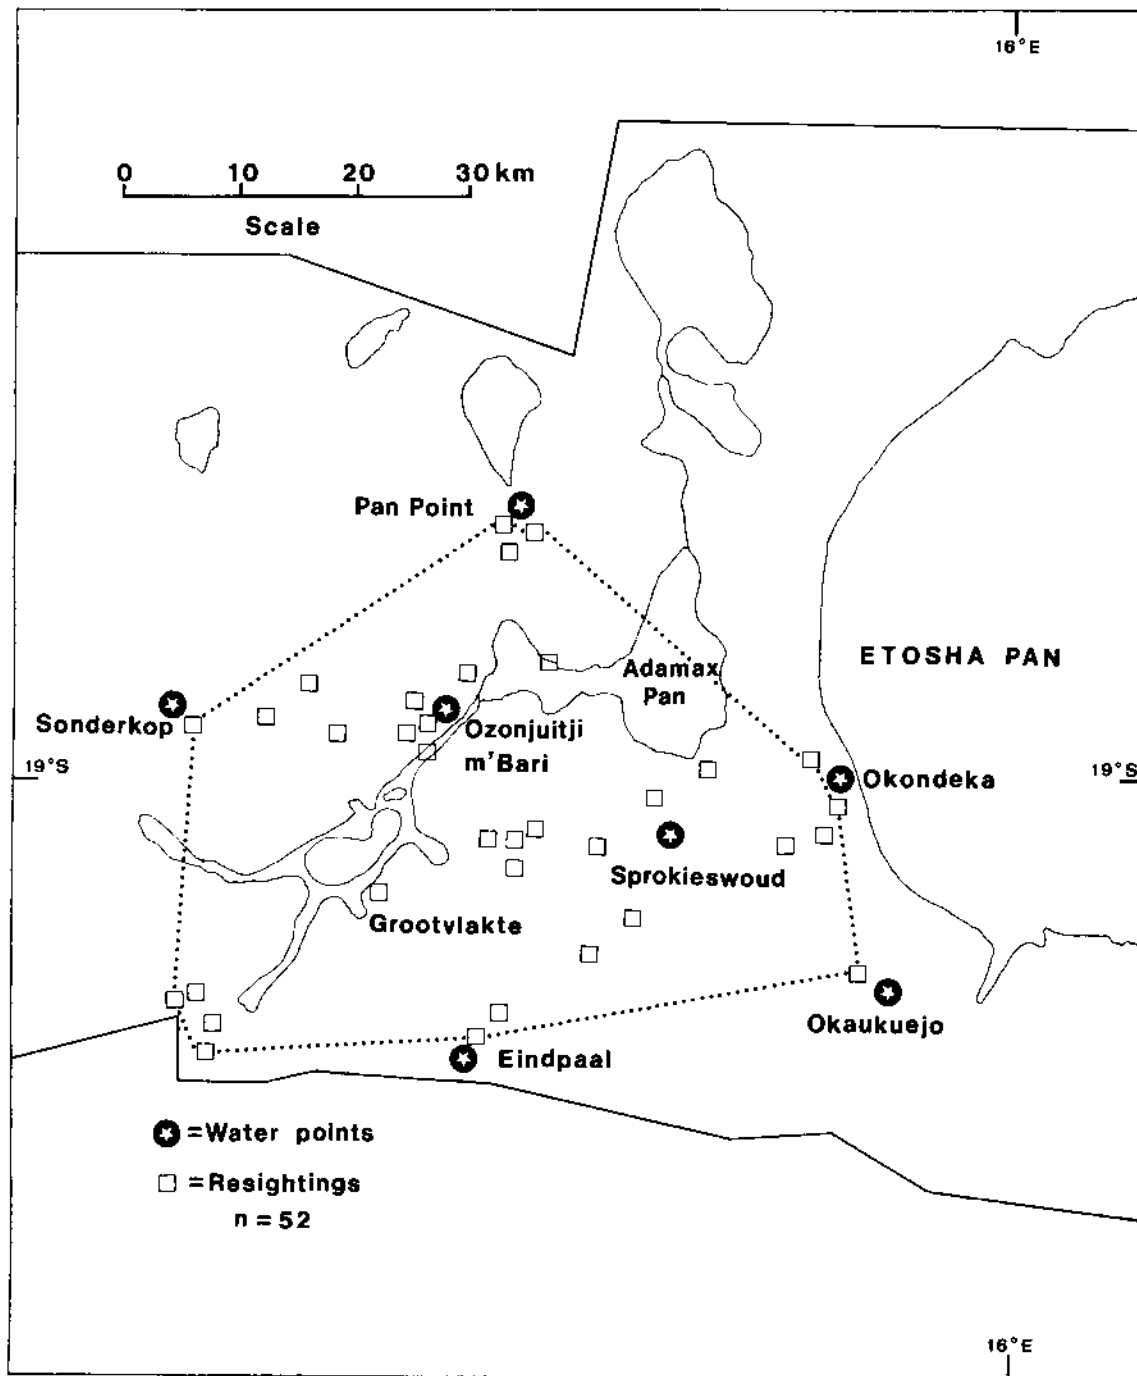 16°E
0 10 20 30 km
Scale
Pan Point
ETOSHA PAN
Adamax
Pan
Sonderkop
Ozonjuitji
m'Bari
19°S
19°S
Okondeka
Sprokieswoud
Grootvlakte
Okaukuejo
Eindpaal
=Water points
=Resightings
n = 52
16°E